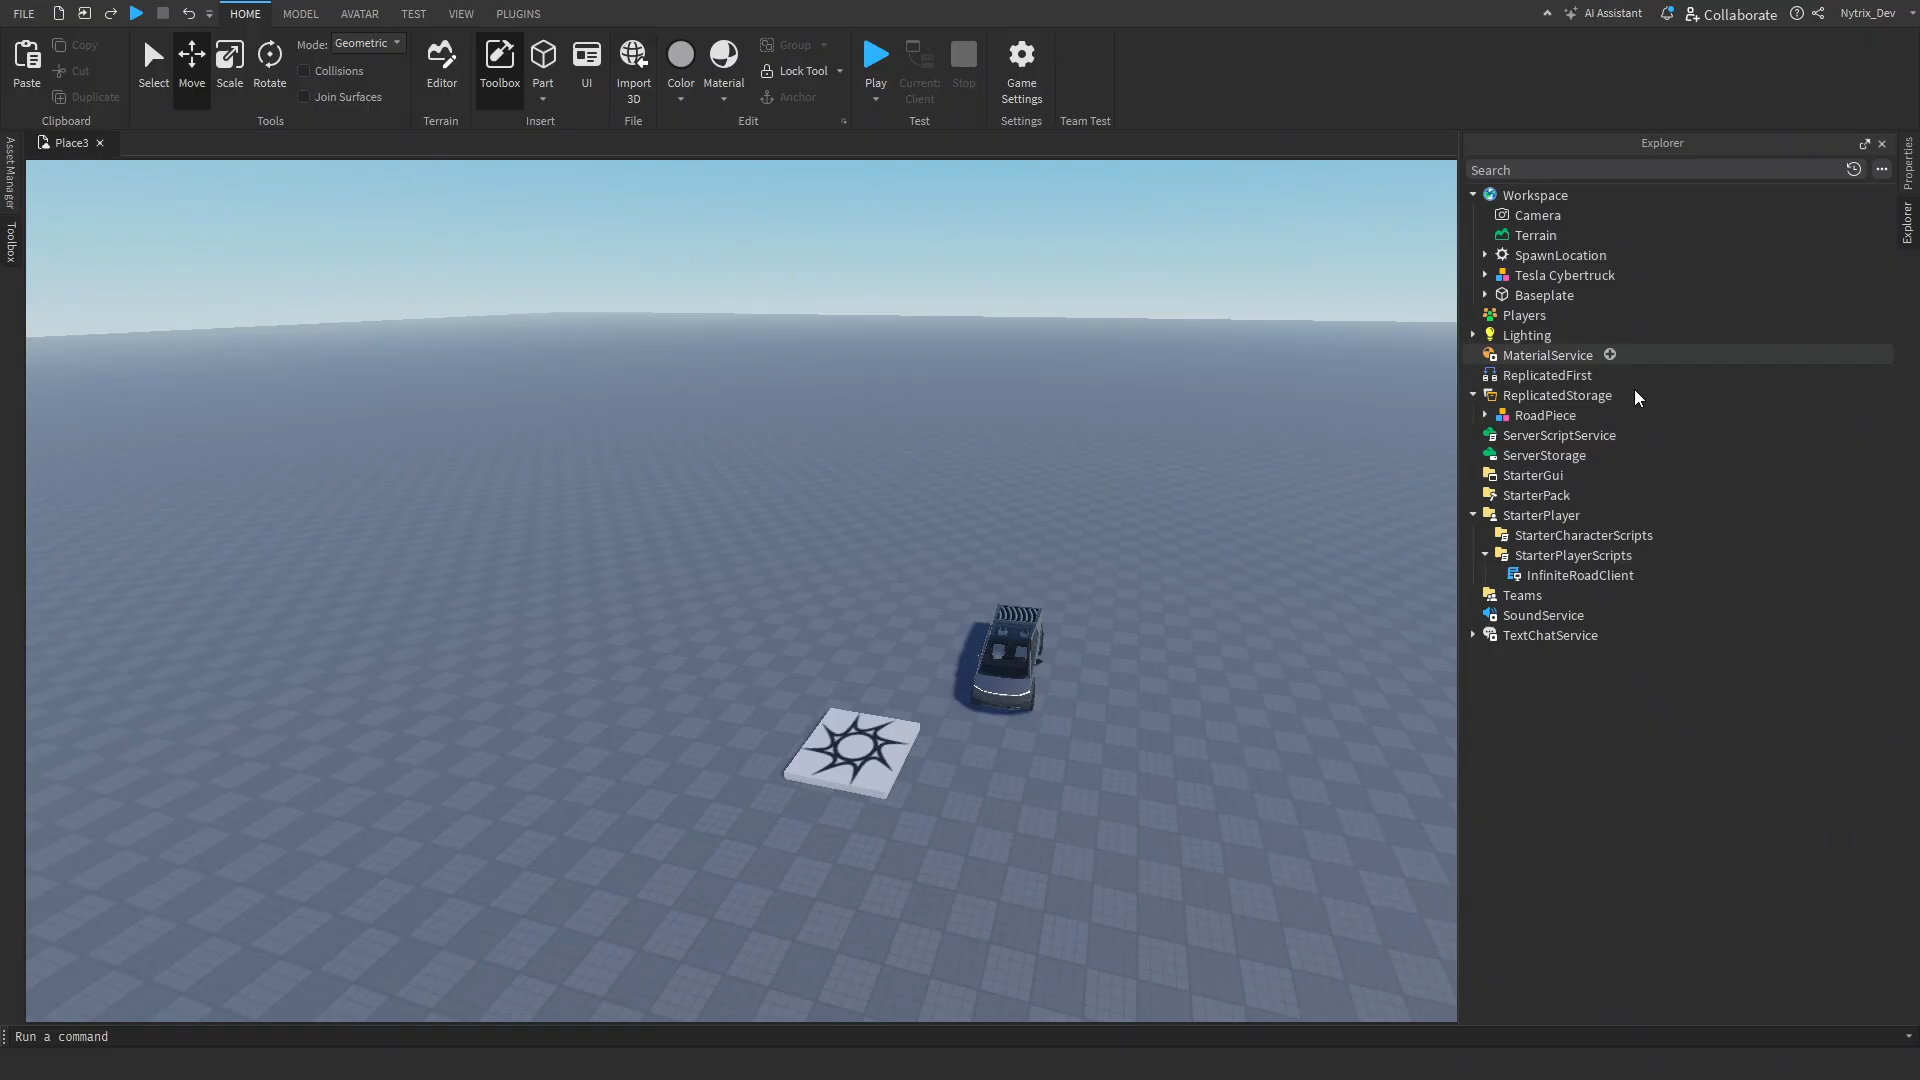 FILE HOME MODEL AVATAR TEST VIEW PLUGINS AI Assistant Collaborate Nytrix_Dev
Paste
Copy
Cut
Duplicate
Clipboard
Select
Move
Scale
Rotate
Mode: Geometric
Collisions
Join Surfaces
Tools
Editor
Terrain
Toolbox
Part
UI
Insert
Import
3D
File
Color
Material
Group
Lock Tool
Anchor
Edit
Play
Current:
Client
Stop
Test
Game
Settings
Settings
Team Test
Asset Manager
Toolbox
Place3
Explorer
Search
Workspace
Camera
Terrain
SpawnLocation
Tesla Cybertruck
Baseplate
Players
Lighting
MaterialService
ReplicatedFirst
ReplicatedStorage
RoadPiece
ServerScriptService
ServerStorage
StarterGui
StarterPack
StarterPlayer
StarterCharacterScripts
StarterPlayerScripts
InfiniteRoadClient
Teams
SoundService
TextChatService
Properties
Explorer
Run a command